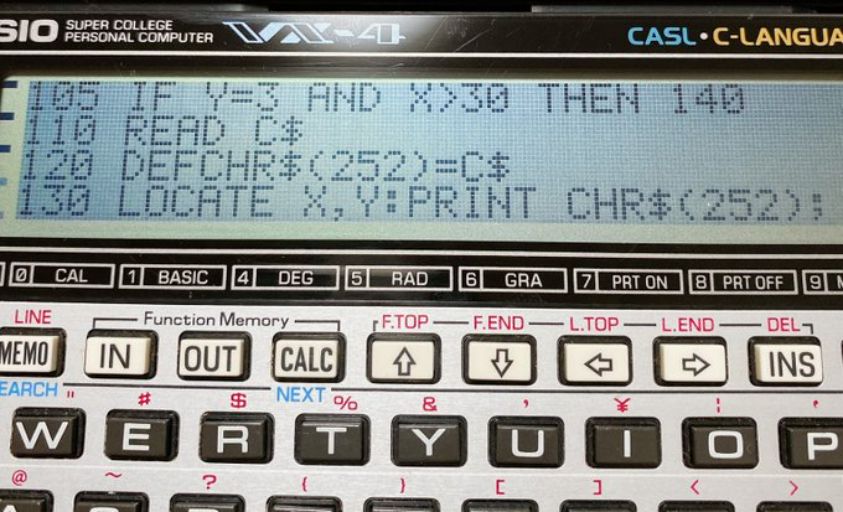 SIO SUPER COLLEGE PERSONAL COMPUTER VX-4 CASL•C-LANGUA
105 IF Y=3 AND X>30 THEN 140
110 READ C$
120 DEFCHR$(252)=C$
130 LOCATE X,Y:PRINT CHR$(252);
0 CAL 1 BASIC 4 DEG 5 RAD 6 GRA 7 PRT ON 8 PRT OFF 9
LINE Function Memory F.TOP F.END L.TOP L.END DEL
MEMO IN OUT CALC ⇧ ⇩ ⇦ ⇨ INS
EARCH NEXT
" # $ % & ' ¥ ¦
W E R T Y U I O P
@ ~ ? { } [ ] < >